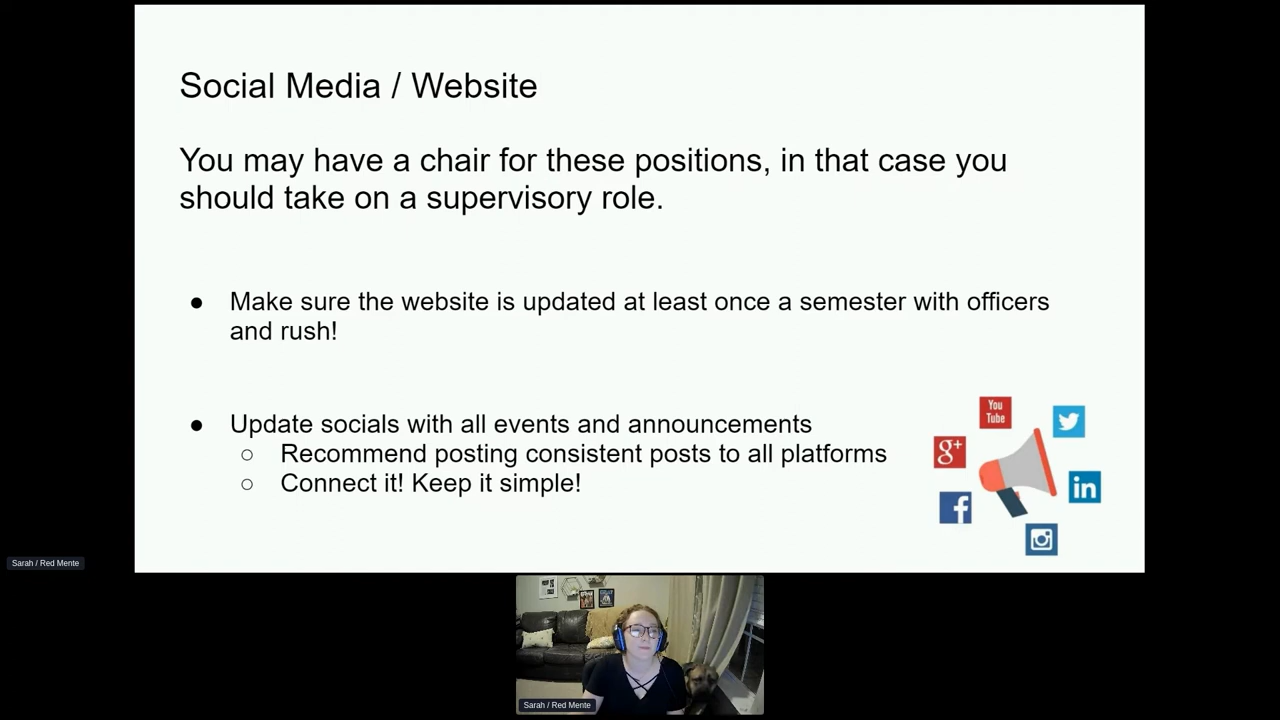 Social Media / Website
You may have a chair for these positions, in that case you
should take on a supervisory role.
● Make sure the website is updated at least once a semester with officers
and rush!
● Update socials with all events and announcements
○ Recommend posting consistent posts to all platforms
○ Connect it! Keep it simple!
You
Tube
g+
in
f
Sarah / Red Mente
Sarah / Red Mente